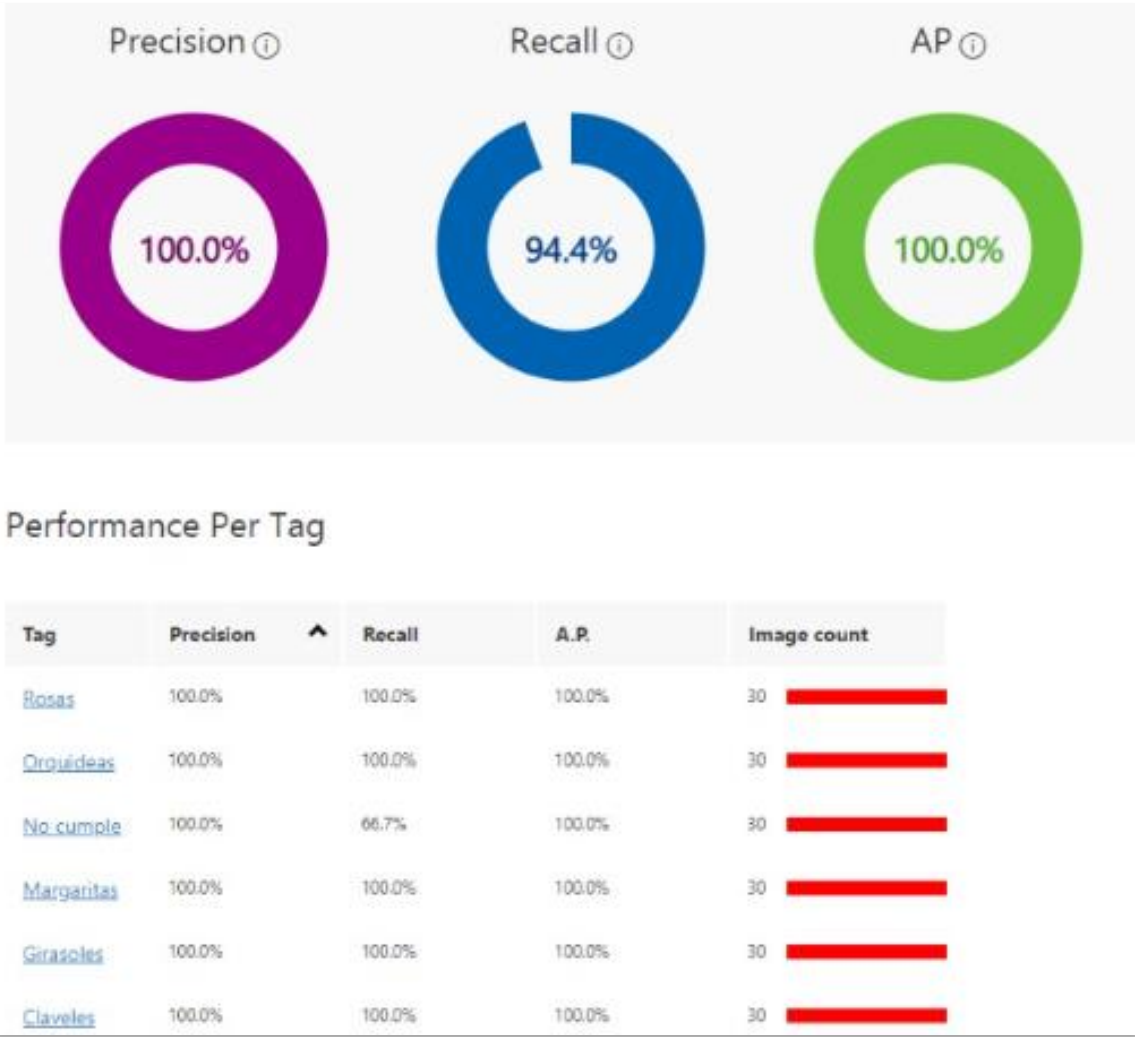 Precision Recall AP
100.0% 94.4% 100.0%
Performance Per Tag
Tag Precision Recall A.P. Image count
Rosas 100.0% 100.0% 100.0% 30
Orquideas 100.0% 100.0% 100.0% 30
No cumple 100.0% 66.7% 100.0% 30
Margaritas 100.0% 100.0% 100.0% 30
Girasoles 100.0% 100.0% 100.0% 30
Claveles 100.0% 100.0% 100.0% 30